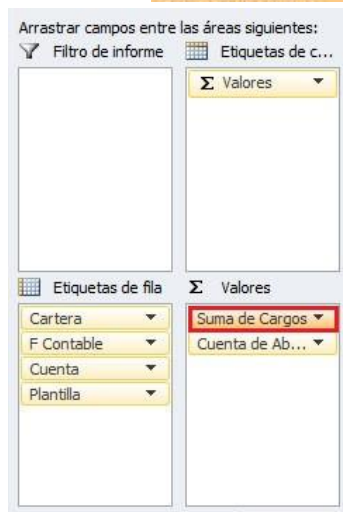 Arrastrar campos entre las áreas siguientes:
Filtro de informe
Etiquetas de c...
Σ Valores
Etiquetas de fila
Σ Valores
Cartera
F Contable
Cuenta
Plantilla
Suma de Cargos
Cuenta de Ab...